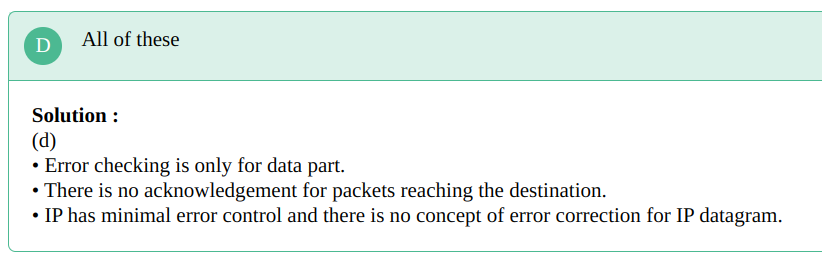 D All of these
Solution :
(d)
• Error checking is only for data part.
• There is no acknowledgement for packets reaching the destination.
• IP has minimal error control and there is no concept of error correction for IP datagram.